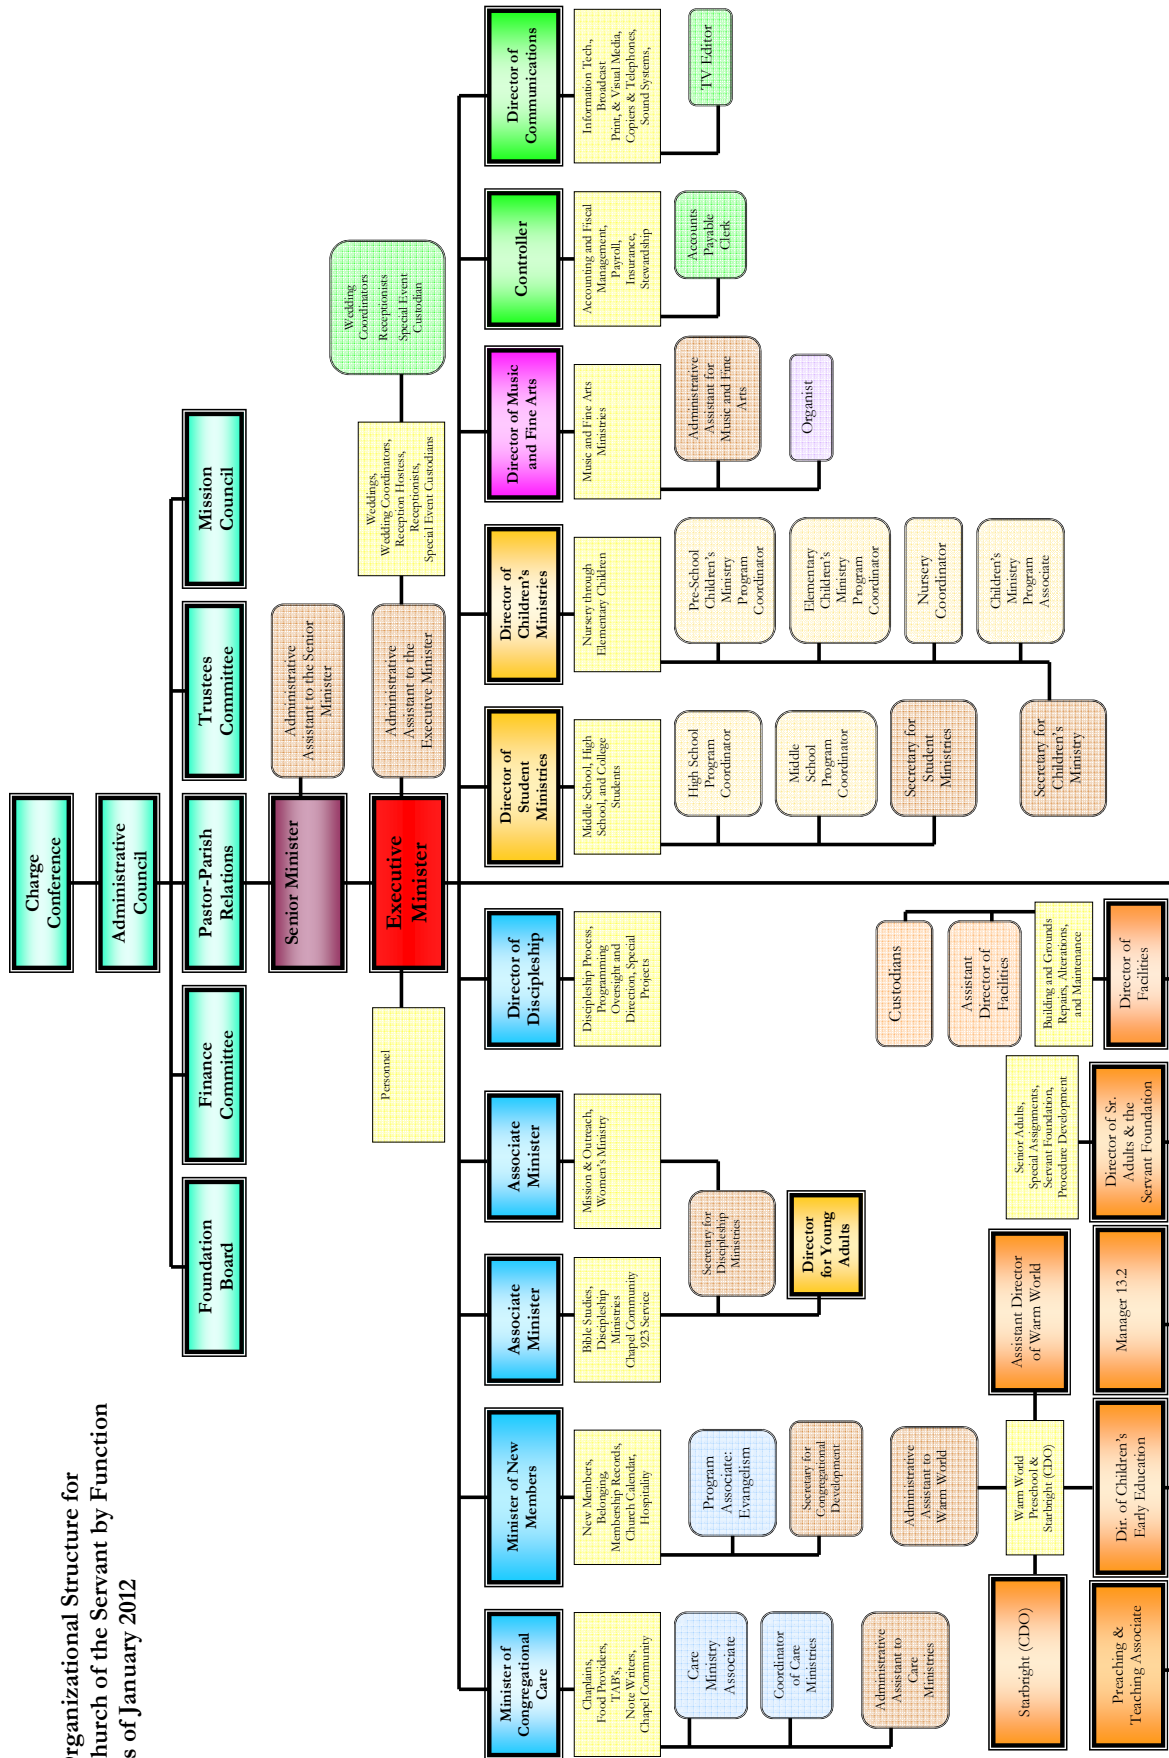 rganizational Structure for
hurch of the Servant by Function
s of January 2012
Charge
Conference
Administrative
Council
Foundation
Board
Finance
Committee
Pastor-Parish
Relations
Trustees
Committee
Mission
Council
Senior Minister
Administrative
Assistant to the Senior
Minister
Personnel
Executive
Minister
Administrative
Assistant to the
Executive Minister
Weddings,
Wedding Coordinators,
Reception Hostess,
Receptionists,
Special Event Custodians
Wedding
Coordinators
Receptionists
Special Event
Custodian
Minister of
Congregational
Care
Chaplains,
Food Providers,
TAB's,
Note Writers,
Chapel Community
Care
Ministry
Associate
Coordinator
of Care
Ministries
Administrative
Assistant to
Care
Ministries
Minister of New
Members
New Members,
Belonging,
Membership Records,
Church Calendar,
Hospitality
Program
Associate:
Evangelism
Secretary for
Congregational
Development
Associate
Minister
Bible Studies,
Discipleship
Ministries
Chapel Community
923 Service
Associate
Minister
Mission & Outreach,
Women's Ministry
Secretary for
Discipleship
Ministries
Director
for Young
Adults
Director of
Discipleship
Discipleship Process,
Programming
Oversight and
Direction, Special
Projects
Director of
Student
Ministries
Middle School, High
School, and College
Students
High School
Program
Coordinator
Middle
School
Program
Coordinator
Secretary for
Student
Ministries
Director of
Children's
Ministries
Nursery through
Elementary Children
Pre-School
Children's
Ministry
Program
Coordinator
Elementary
Children's
Ministry
Program
Coordinator
Nursery
Coordinator
Children's
Ministry
Program
Associate
Secretary for
Children's
Ministry
Director of Music
and Fine Arts
Music and Fine Arts
Ministries
Administrative
Assistant for
Music and Fine
Arts
Organist
Controller
Accounting and Fiscal
Management,
Payroll,
Insurance,
Stewardship
Accounts
Payable
Clerk
Director of
Communications
Information Tech.,
Broadcast
Print, & Visual Media,
Copiers & Telephones,
Sound Systems,
TV Editor
Administrative
Assistant to
Warm World
Starbright (CDO)
Warm World
Preschool &
Starbright (CDO)
Assistant Director
of Warm World
Senior Adults,
Special Assignments,
Servant Foundation,
Procedure Development
Custodians
Assistant
Director of
Facilities
Building and Grounds
Repairs, Alterations,
and Maintenance
Preaching &
Teaching Associate
Dir. of Children's
Early Education
Manager 13.2
Director of Sr.
Adults & the
Servant Foundation
Director of
Facilities